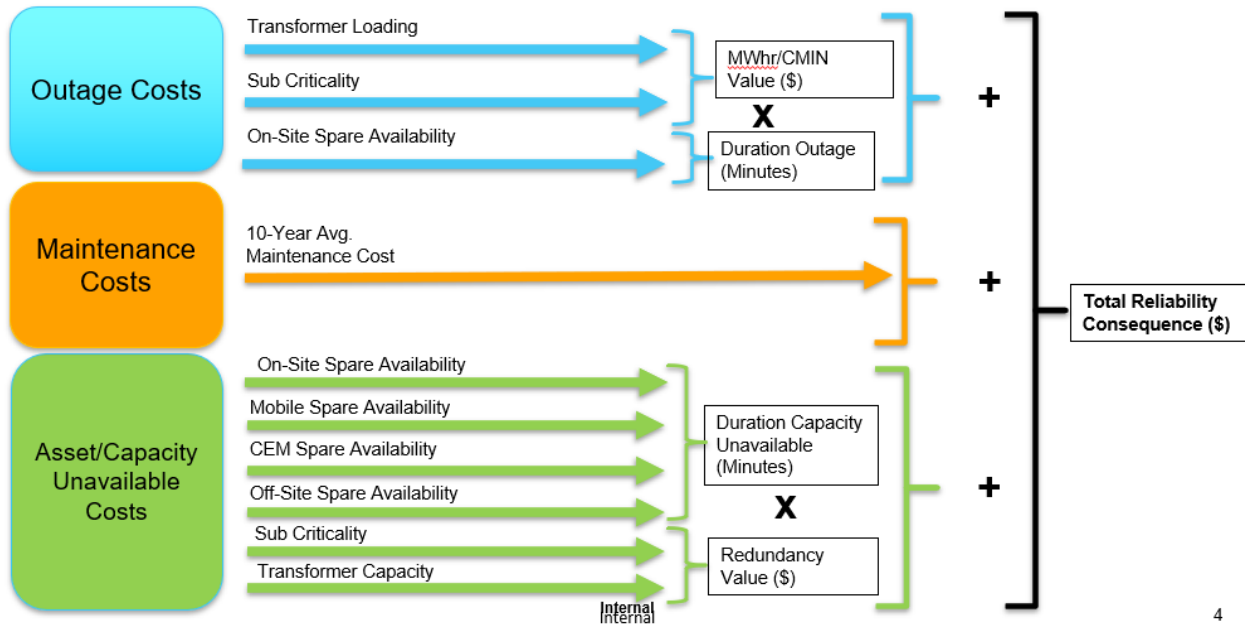 Outage Costs
Transformer Loading
Sub Criticality
On-Site Spare Availability
MWhr/CMIN
Value ($)
X
Duration Outage
(Minutes)
+
Maintenance
Costs
10-Year Avg.
Maintenance Cost
+
Total Reliability
Consequence ($)
Asset/Capacity
Unavailable
Costs
On-Site Spare Availability
Mobile Spare Availability
CEM Spare Availability
Off-Site Spare Availability
Sub Criticality
Transformer Capacity
Duration Capacity
Unavailable
(Minutes)
X
Redundancy
Value ($)
+
Internal
Internal
4